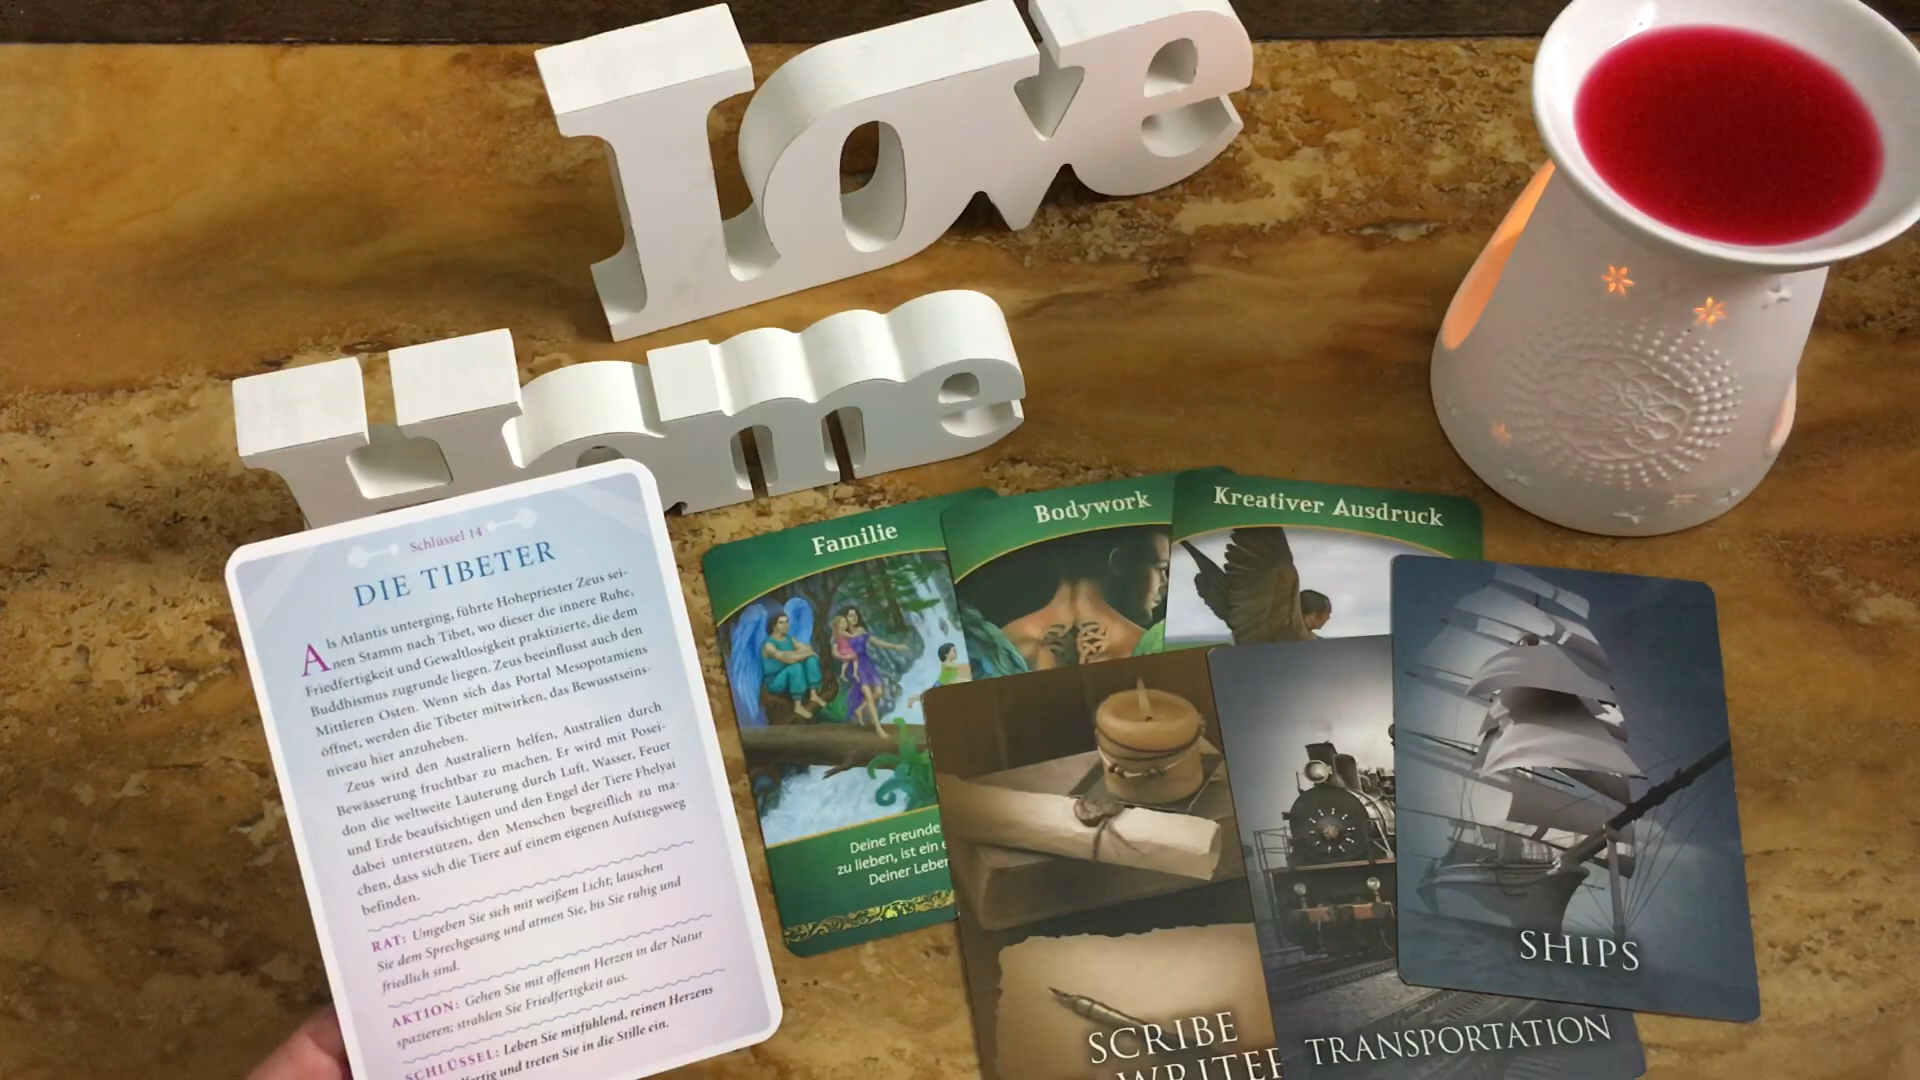 Love
Home
Schlüssel 14
DIE TIBETER
Als Atlantis unterging, führte Hohepriester Zeus sei-
nen Stamm nach Tibet, wo dieser die innere Ruhe,
Friedfertigkeit und Gewaltlosigkeit praktizierte, die dem
Buddhismus zugrunde liegen. Zeus beeinflusst auch den
Mittleren Osten. Wenn sich das Portal Mesopotamiens
öffnet, werden die Tibeter mitwirken, das Bewusstseins-
niveau hier anzuheben.
Zeus wird den Australiern helfen, Australien durch
Bewässerung fruchtbar zu machen. Er wird mit Posei-
don die weltweite Läuterung durch Luft, Wasser, Feuer
und Erde beaufsichtigen und den Engel der Tiere Fhelyai
dabei unterstützen, den Menschen begreiflich zu ma-
chen, dass sich die Tiere auf einem eigenen Aufstiegsweg
befinden.
RAT: Umgeben Sie sich mit weißem Licht; lauschen
Sie dem Sprechgesang und atmen Sie, bis Sie ruhig und
friedlich sind.
AKTION: Gehen Sie mit offenem Herzen in der Natur
spazieren; strahlen Sie Friedfertigkeit aus.
SCHLÜSSEL: Leben Sie mitfühlend, reinen Herzens
und treten Sie in die Stille ein.
Familie
Deine Freunde
zu lieben, ist ein
Deiner
Bodywork
Kreativer Ausdruck
SCRIBE
WRITER
TRANSPORTATION
SHIPS